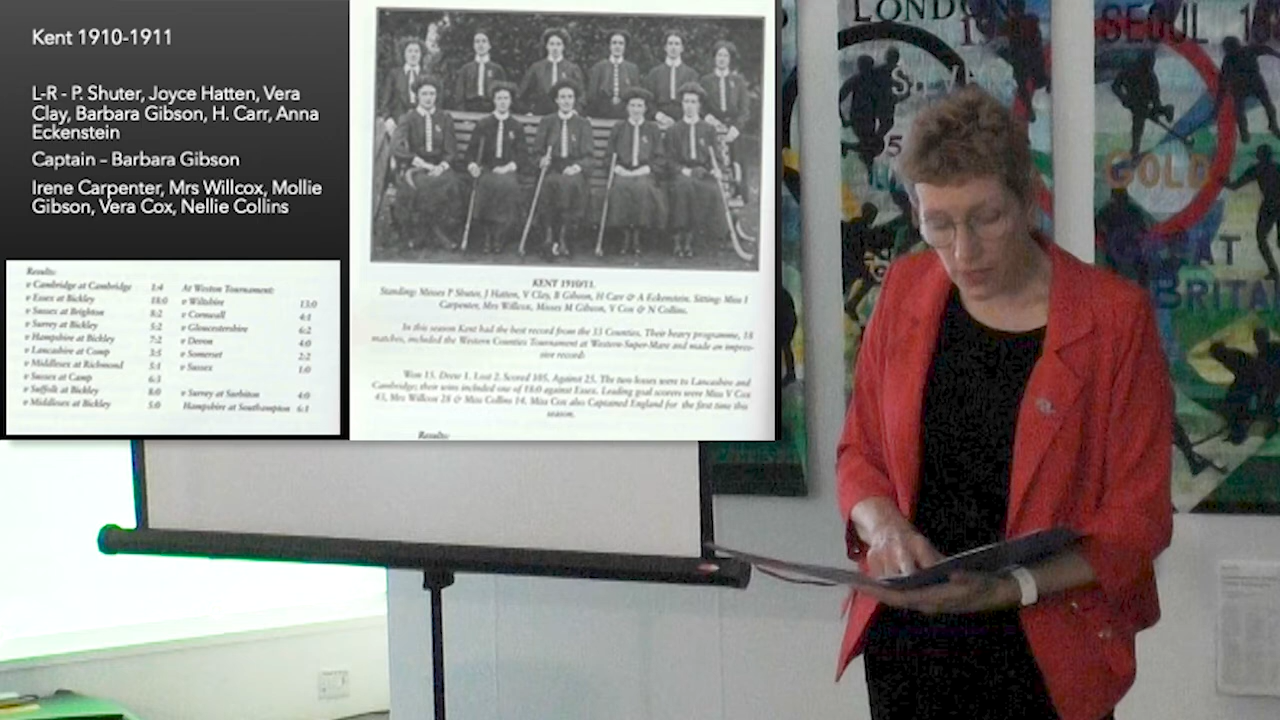 Kent 1910-1911
L-R - P. Shuter, Joyce Hatten, Vera
Clay, Barbara Gibson, H. Carr, Anna
Eckenstein
Captain – Barbara Gibson
Irene Carpenter, Mrs Willcox, Mollie
Gibson, Vera Cox, Nellie Collins
Results:
v Cambridge at Cambridge 1:4
v Essex at Bickley 18:0
v Sussex at Brighton 8:2
v Surrey at Bickley 5:2
v Hampshire at Bickley 7:2
v Lancashire at Camp 3:5
v Middlesex at Richmond 5:1
v Sussex at Camp 6:3
v Suffolk at Bickley 8:0
v Middlesex at Bickley 5:0
At Weston Tournament:
v Wiltshire 13:0
v Cornwall 4:1
v Gloucestershire 6:2
v Devon 4:0
v Somerset 2:2
v Sussex 1:0
v Surrey at Surbiton 4:0
Hampshire at Southampton 6:1
KENT 1910/11.
Standing: Misses P Shuter, J Hatten, V Clay, B Gibson, H Carr & A Eckenstein. Sitting: Miss I
Carpenter, Mrs Willcox, Misses M Gibson, V Cox & N Collins.
In this season Kent had the best record from the 33 Counties. Their heavy programme, 18
matches, included the Western Counties Tournament at Weston-Super-Mare and made an impres-
sive record:
Won 15. Drew 1. Lost 2. Scored 105. Against 25. The two losses were to Lancashire and
Cambridge; their wins included one of 18:0 against Essex. Leading goal scorers were Miss V Cox
43, Mrs Willcox 28 & Miss Collins 14. Miss Cox also Captained England for the first time this
season.
Results:
LONDON
SEOUL
GOLD
GREAT
BRITAIN